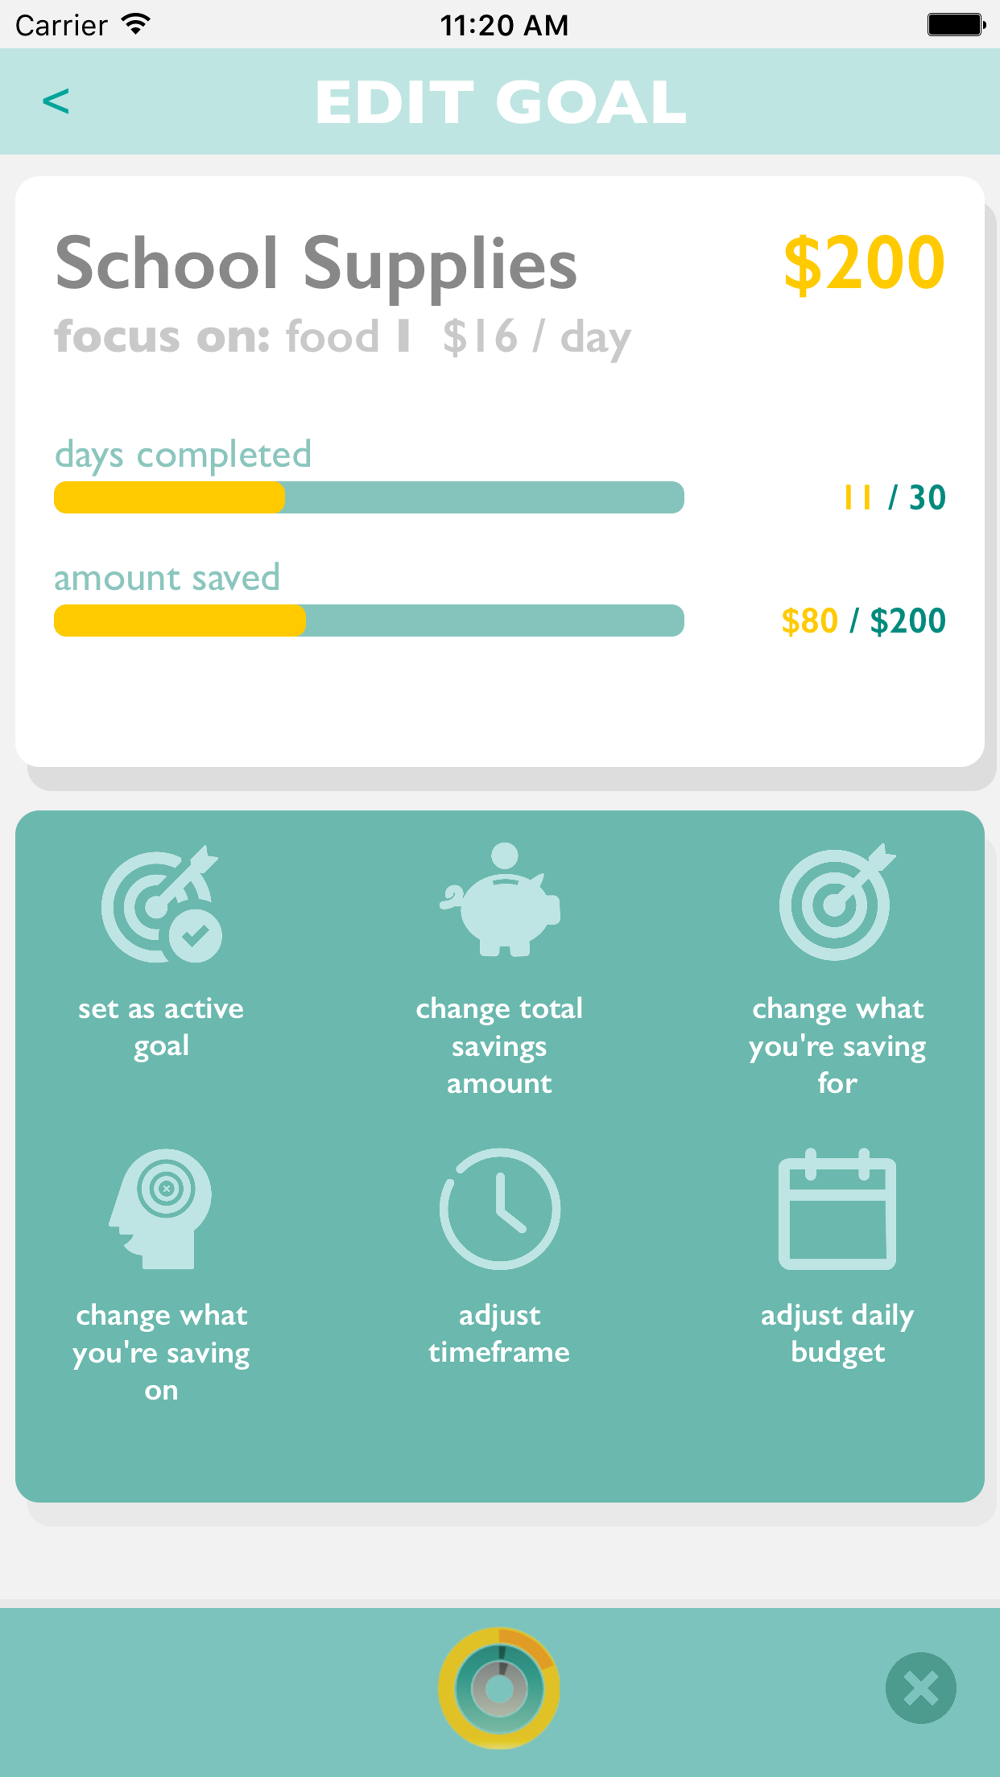 Carrier 11:20 AM
< EDIT GOAL
School Supplies $200
focus on: food I $16 / day
days completed
11 / 30
amount saved
$80 / $200
set as active
goal
change total
savings
amount
change what
you're saving
for
change what
you're saving
on
adjust
timeframe
adjust daily
budget